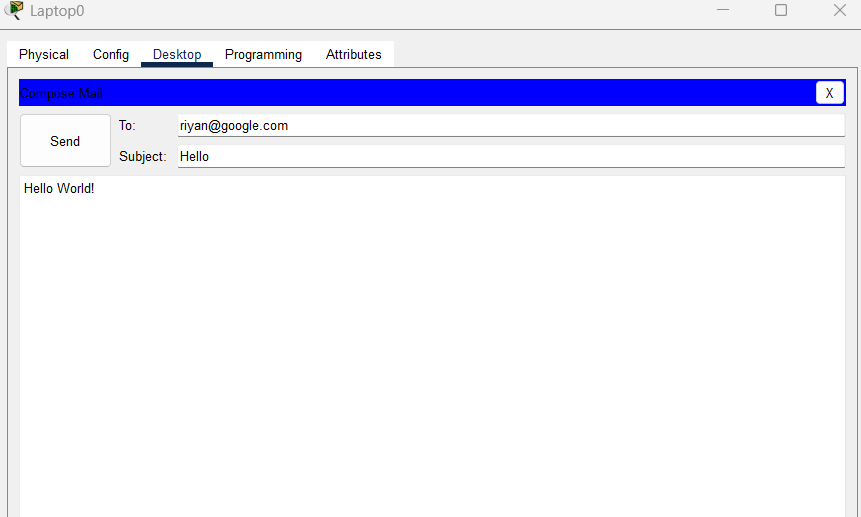 Laptop0
Physical Config Desktop Programming Attributes
Compose Mail X
Send
To: riyan@google.com
Subject: Hello
Hello World!